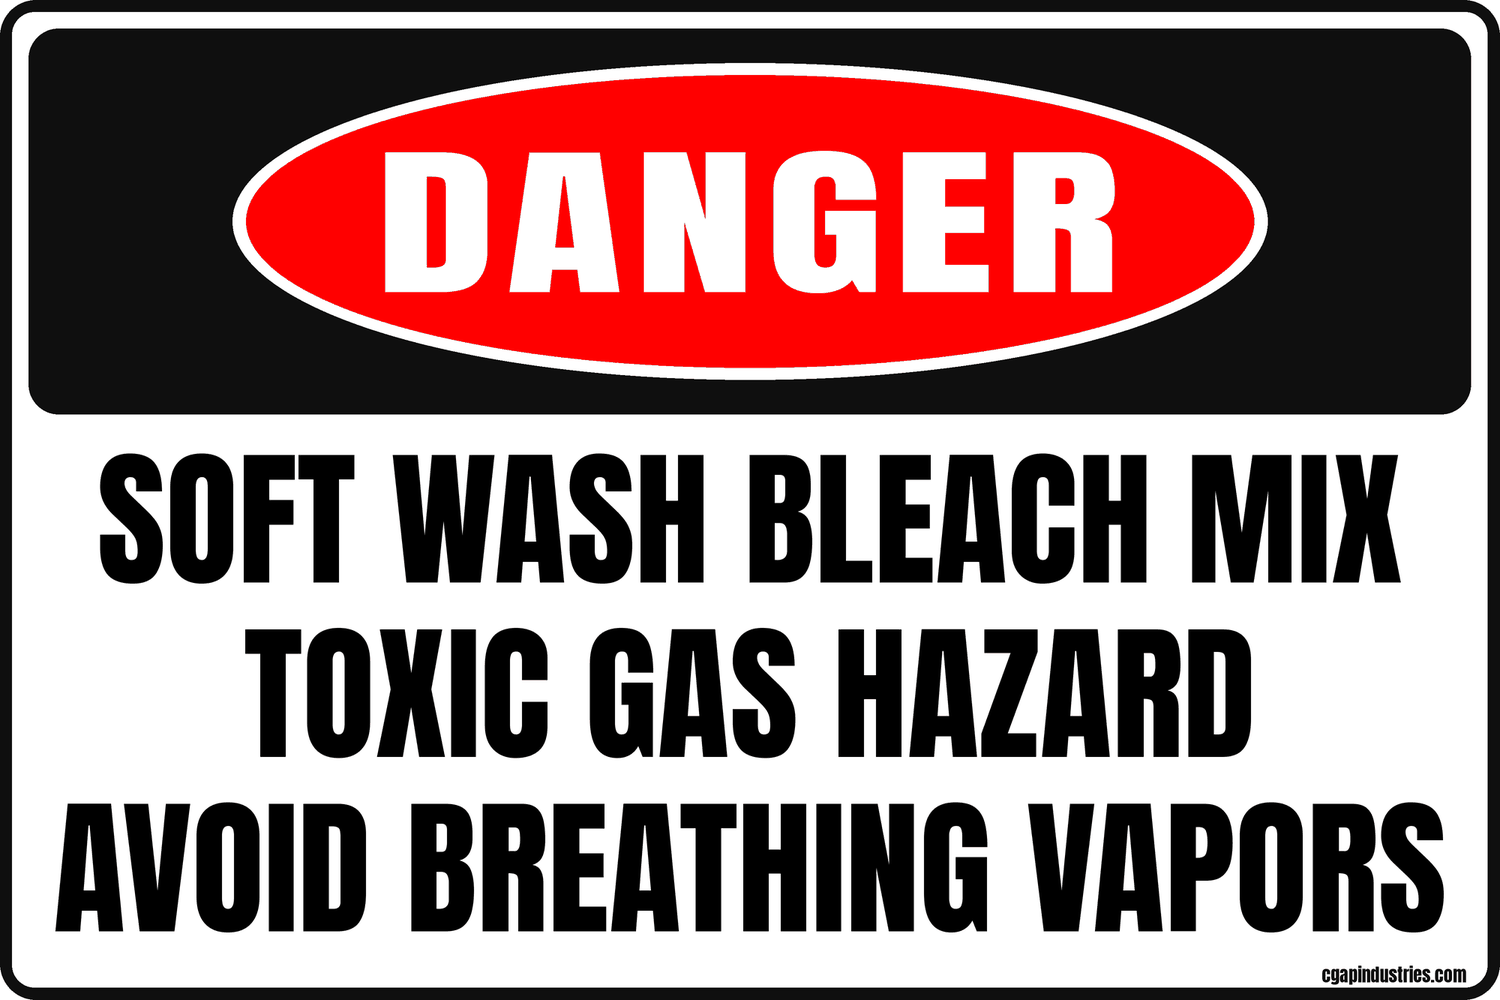 DANGER
SOFT WASH BLEACH MIX
TOXIC GAS HAZARD
AVOID BREATHING VAPORS
cgapindustries.com